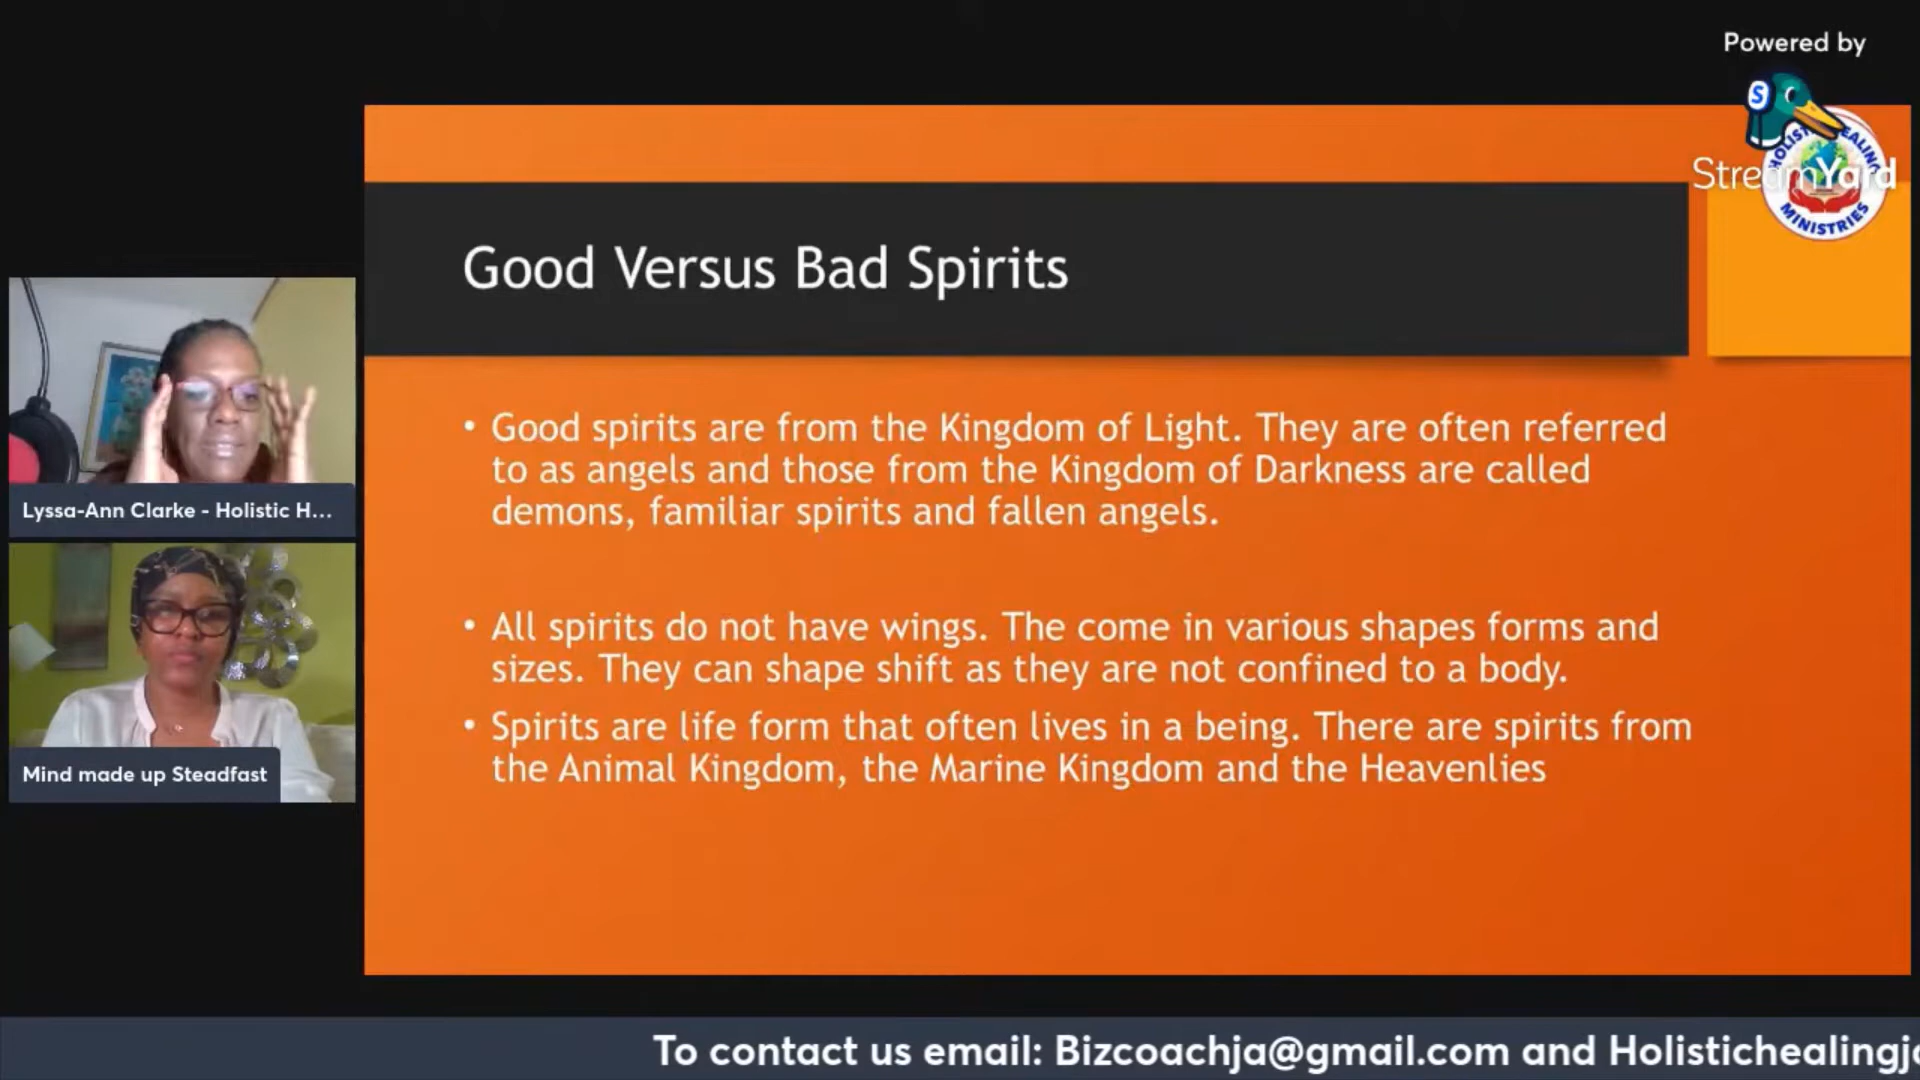 Powered by
S
StreamYard
HOLISTIC HEALING
MINISTRIES
Good Versus Bad Spirits
• Good spirits are from the Kingdom of Light. They are often referred
to as angels and those from the Kingdom of Darkness are called
demons, familiar spirits and fallen angels.
• All spirits do not have wings. The come in various shapes forms and
sizes. They can shape shift as they are not confined to a body.
• Spirits are life form that often lives in a being. There are spirits from
the Animal Kingdom, the Marine Kingdom and the Heavenlies
Lyssa-Ann Clarke - Holistic H...
Mind made up Steadfast
To contact us email: Bizcoachja@gmail.com and